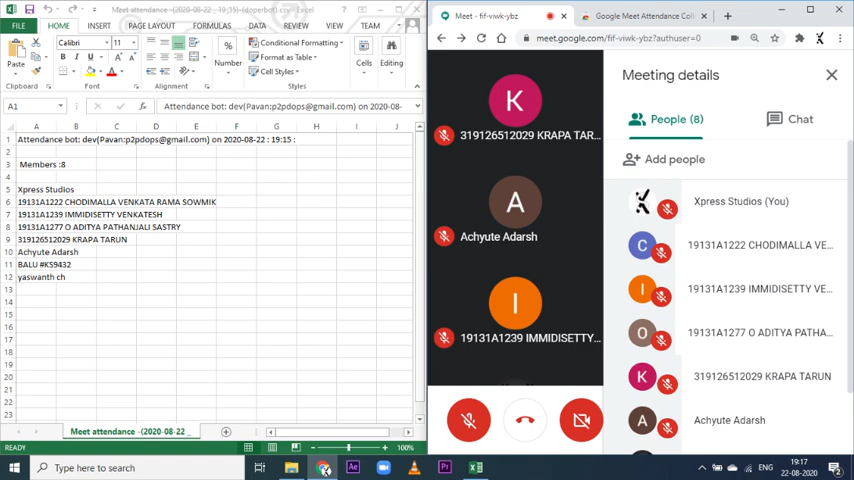 Meet attendance -(2020-08-22 _ 19-15)-(doperbot).csv - Excel
FILE
HOME
INSERT
PAGE LAYOUT
FORMULAS
DATA
REVIEW
VIEW
TEAM
Paste
Calibri
11
B I U
Clipboard
Font
Alignment
%
Number
Conditional Formatting
Format as Table
Cell Styles
Styles
Cells
Editing
A1
fx
Attendance bot: dev(Pavan:p2pdops@gmail.com) on 2020-08-
A B C D E F G H I J
1 Attendance bot: dev(Pavan:p2pdops@gmail.com) on 2020-08-22 : 19:15 :
2
3 Members :8
4
5 Xpress Studios
6 19131A1222 CHODIMALLA VENKATA RAMA SOWMIK
7 19131A1239 IMMIDISETTY VENKATESH
8 19131A1277 O ADITYA PATHANJALI SASTRY
9 319126512029 KRAPA TARUN
10 Achyute Adarsh
11 BALU #KS9432
12 yaswanth ch
13
14
15
16
17
18
19
20
21
22
23
Meet attendance -(2020-08-22 _
READY
100%
Meet - fif-viwk-ybz
Google Meet Attendance Coll
meet.google.com/fif-viwk-ybz?authuser=0
K
319126512029 KRAPA TAR...
A
Achyute Adarsh
I
19131A1239 IMMIDISETTY...
Meeting details
People (8)
Chat
Add people
Xpress Studios (You)
C
19131A1222 CHODIMALLA VE...
I
19131A1239 IMMIDISETTY VE...
O
19131A1277 O ADITYA PATHA...
K
319126512029 KRAPA TARUN
A
Achyute Adarsh
Type here to search
Ae
Pr
ENG
19:17
22-08-2020
2